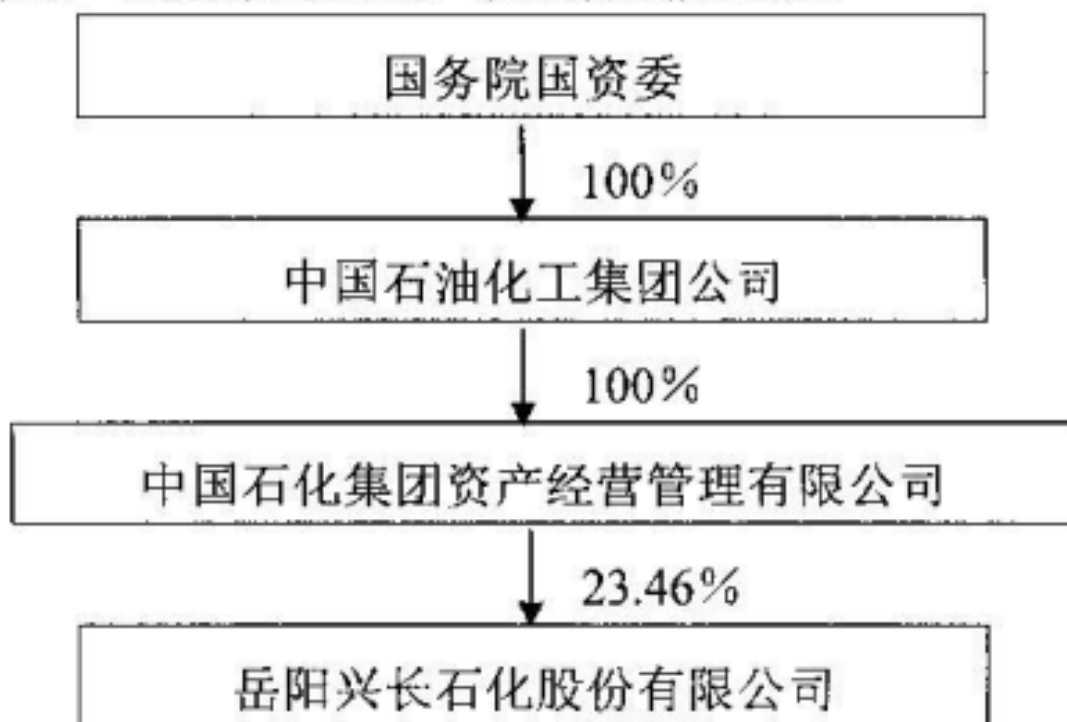 国务院国资委
100%
中国石油化工集团公司
100%
中国石化集团资产经营管理有限公司
23.46%
岳阳兴长石化股份有限公司